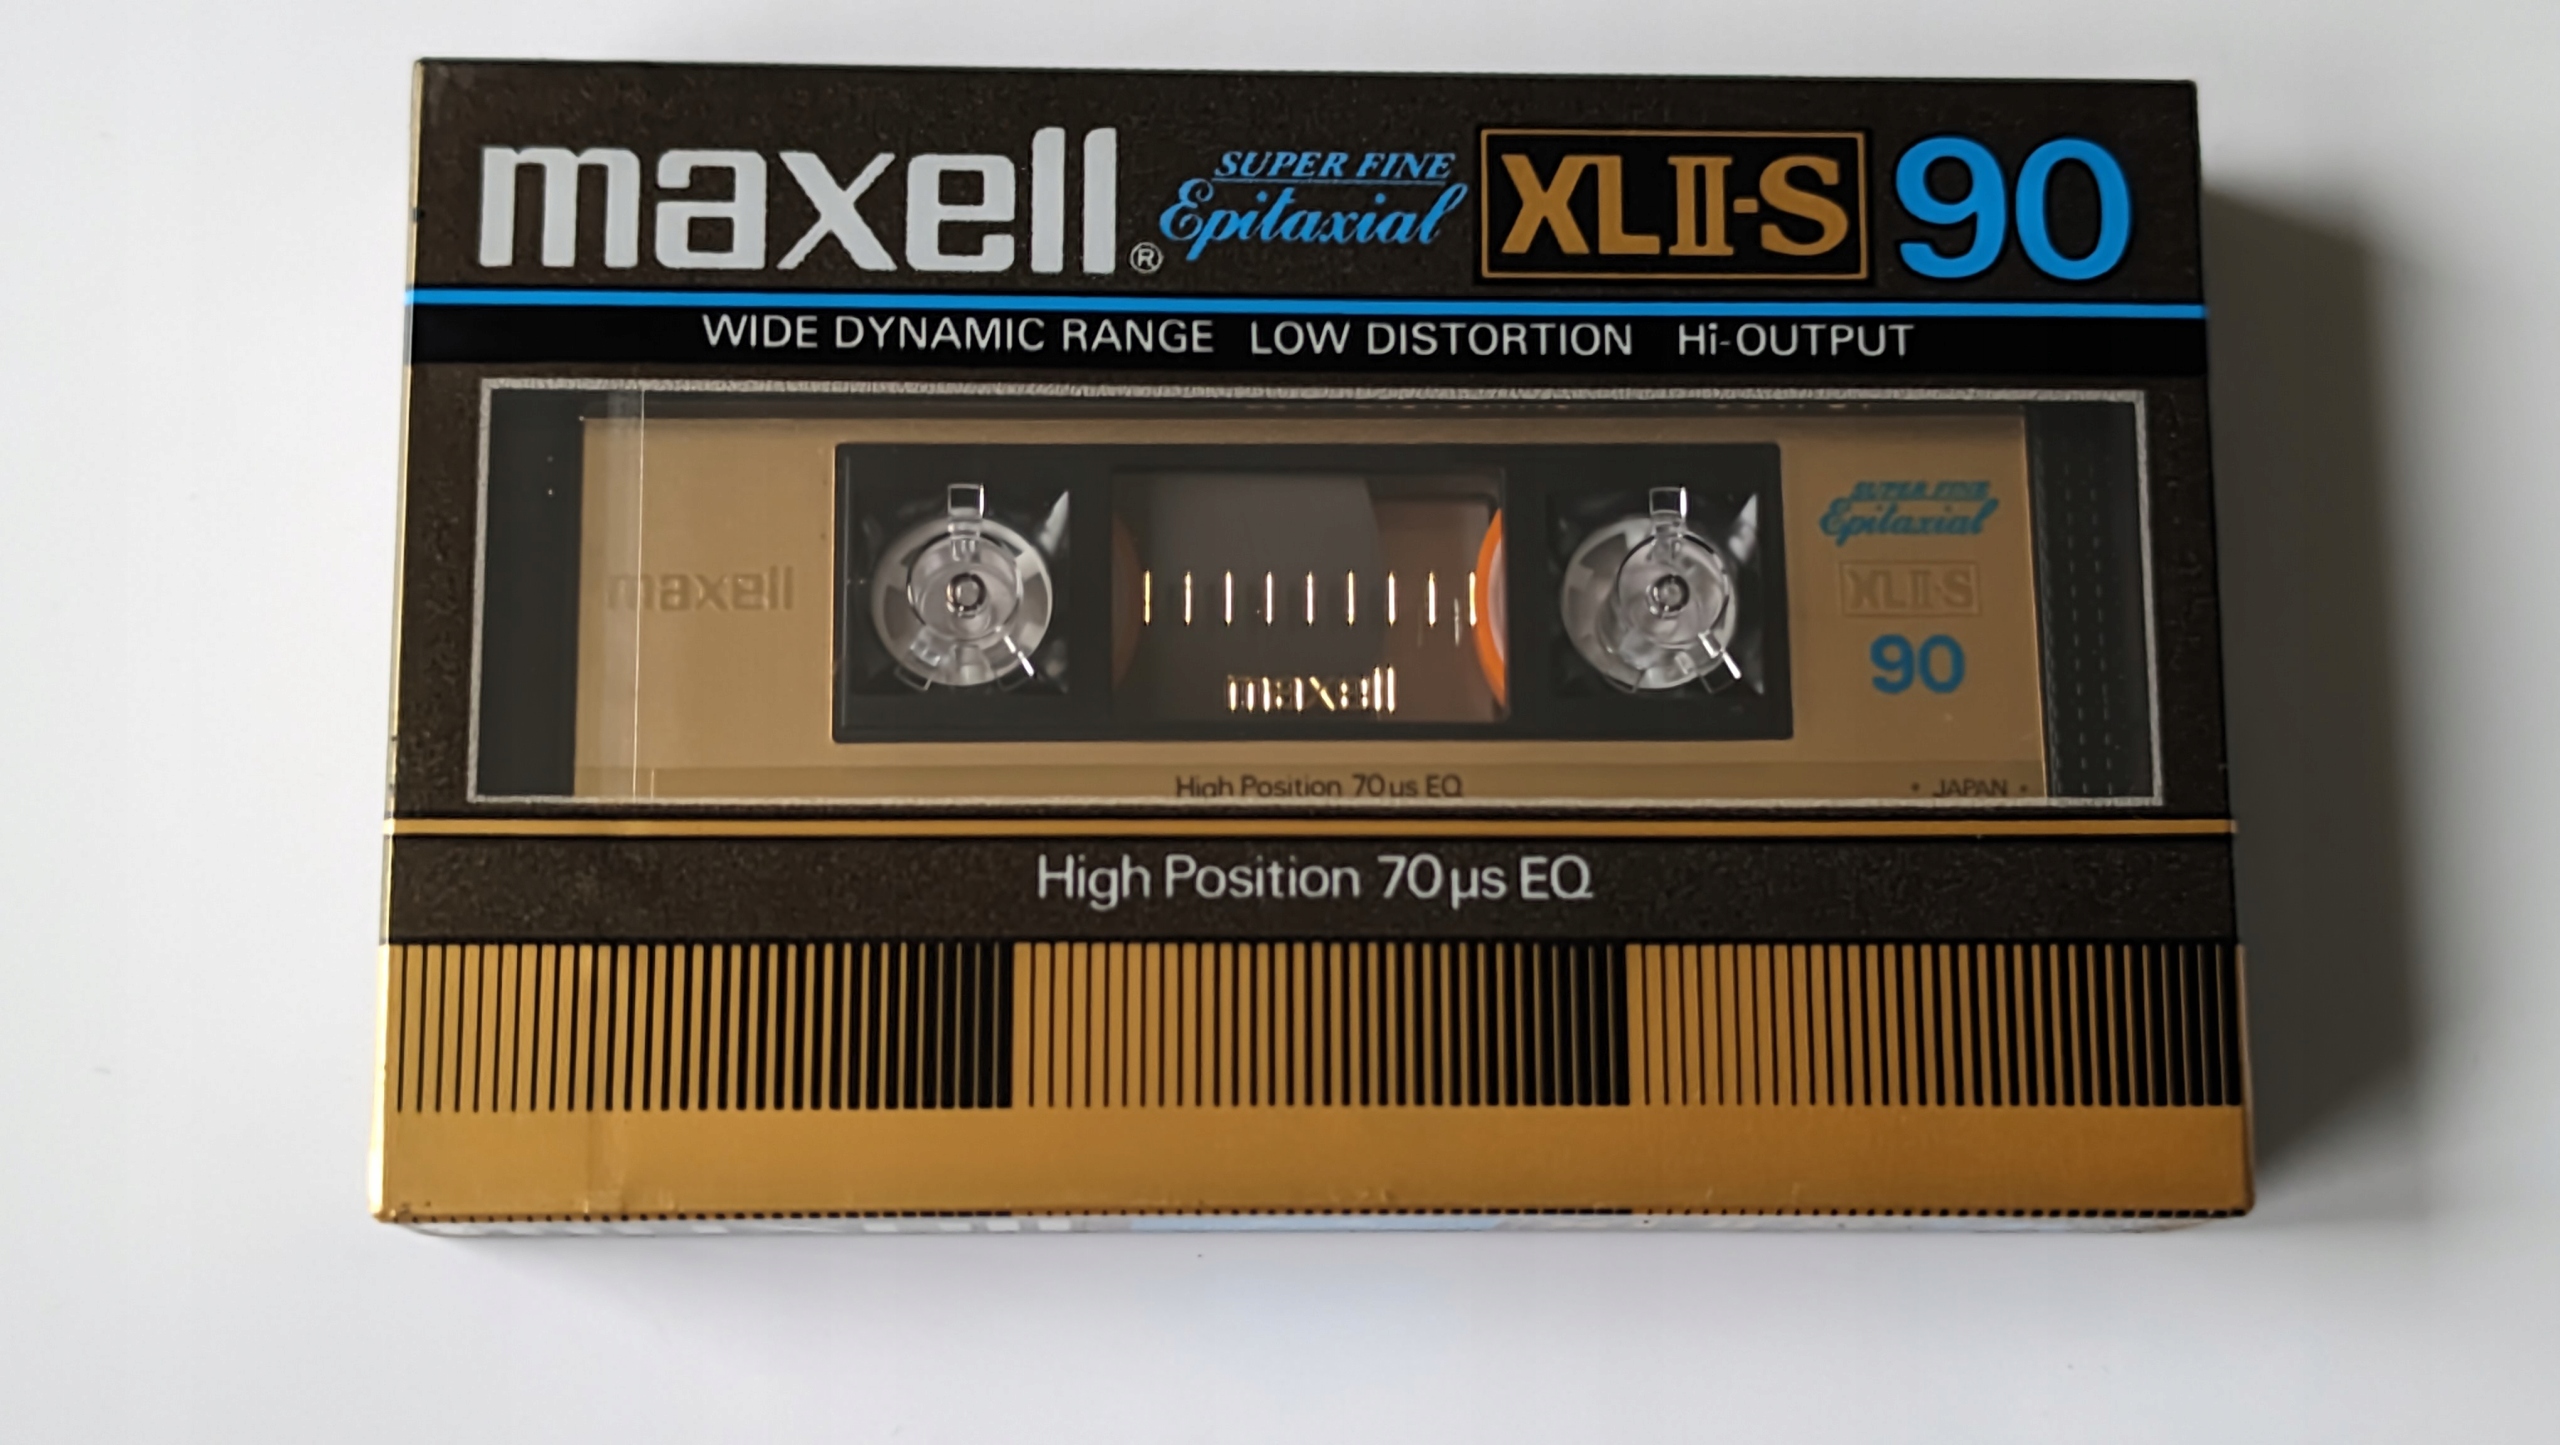 maxell® SUPER FINE Epitaxial XLII-S 90
WIDE DYNAMIC RANGE LOW DISTORTION Hi-OUTPUT
SUPER FINE
Epitaxial
maxell
XLII-S
90
maxell
High Position 70µs EQ
• JAPAN •
High Position 70µs EQ